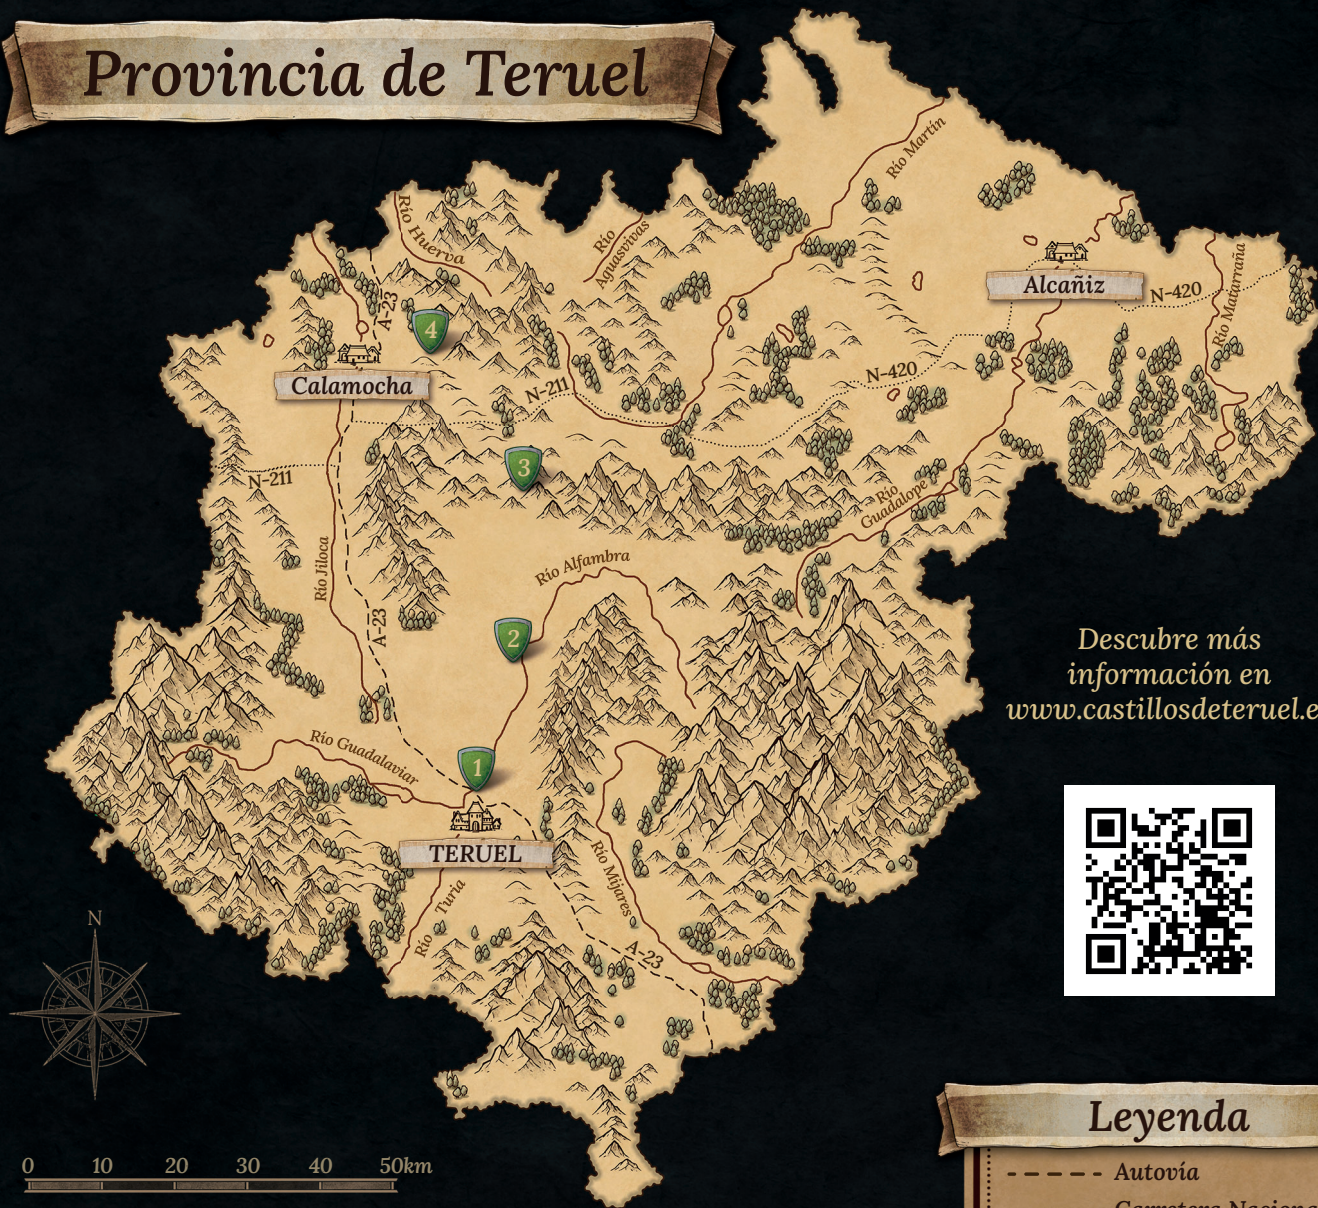 Provincia de Teruel
Río Martín
Río Huerva
Río
Aguasvivas
A-23
Alcañiz
N-420
Río Matarraña
4
Calamocha
N-211
N-420
3
N-211
Río
Guadalope
Río Jiloca
Río Alfambra
A-23
2
Descubre más
información en
www.castillosdeteruel.e
Río Guadalaviar
1
TERUEL
Río Mijares
Río Turia
A-23
N
0 10 20 30 40 50km
Leyenda
Autovía